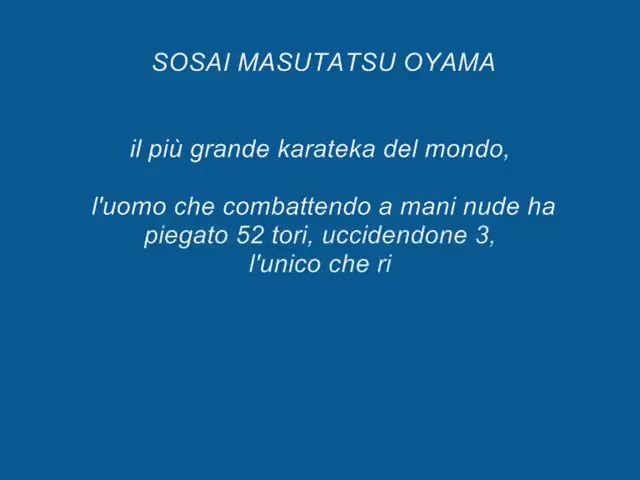 SOSAI MASUTATSU OYAMA
il più grande karateka del mondo,
l'uomo che combattendo a mani nude ha
piegato 52 tori, uccidendone 3,
l'unico che ri